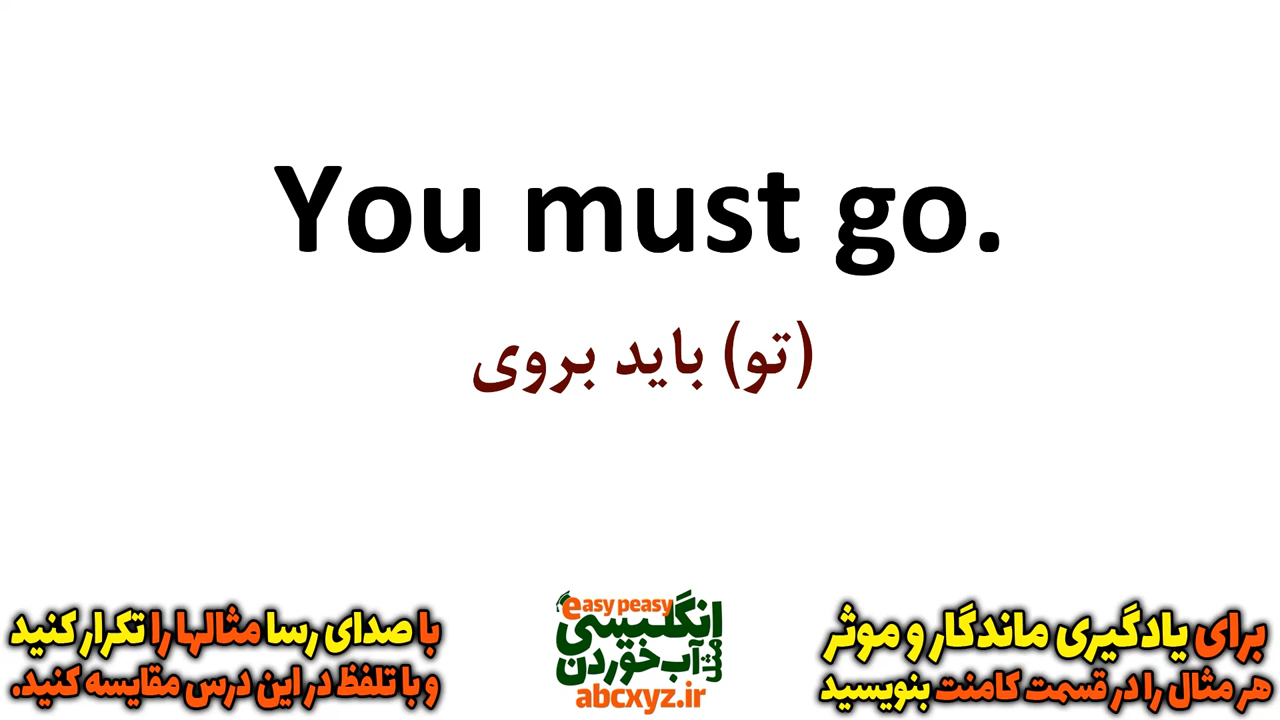 You must go.
(تو) باید بروی
برای یادگیری ماندگار و موثر
هر مثال را در قسمت کامنت بنویسید
easy peasy
انگلیسی
مثل آب خوردن
abcxyz.ir
با صدای رسا مثالها را تکرار کنید
و با تلفظ در این درس مقایسه کنید.